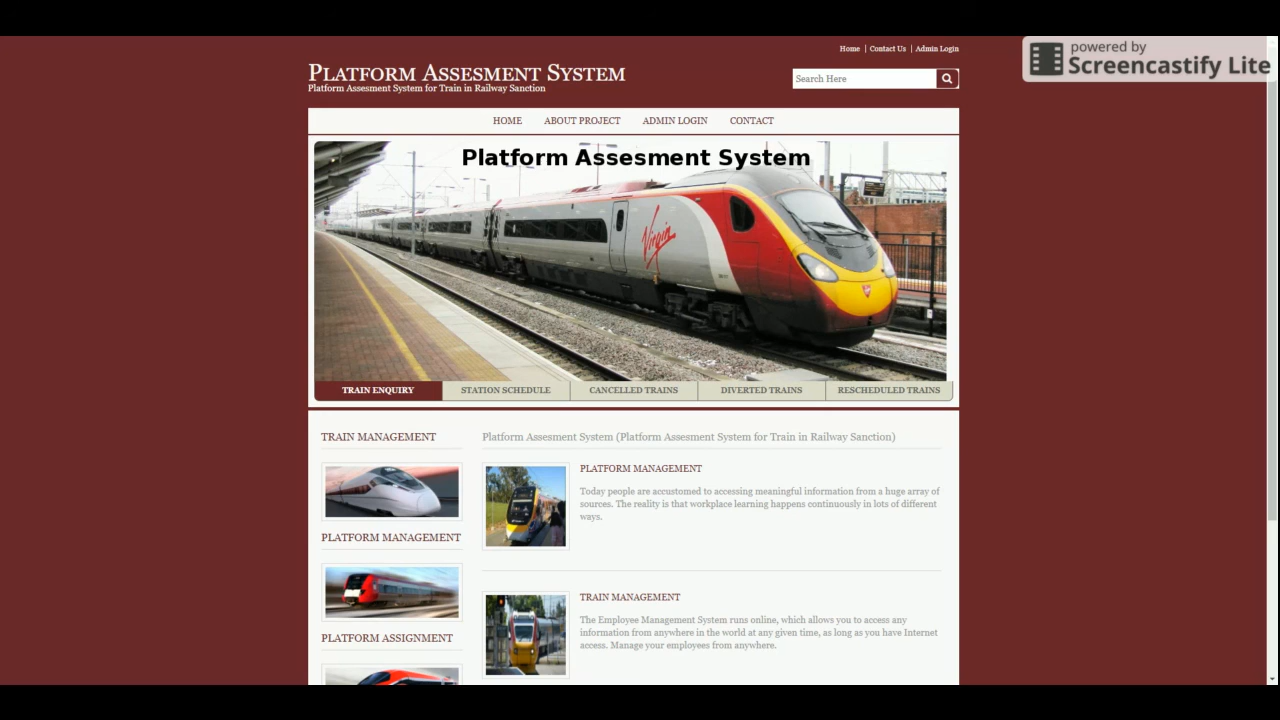 Home | Contact Us | Admin Login
powered by
Screencastify Lite
PLATFORM ASSESMENT SYSTEM
Platform Assesment System for Train in Railway Sanction
Search Here
HOME ABOUT PROJECT ADMIN LOGIN CONTACT
Platform Assesment System
Virgin
TRAIN ENQUIRY STATION SCHEDULE CANCELLED TRAINS DIVERTED TRAINS RESCHEDULED TRAINS
TRAIN MANAGEMENT
PLATFORM MANAGEMENT
PLATFORM ASSIGNMENT
Platform Assesment System (Platform Assesment System for Train in Railway Sanction)
PLATFORM MANAGEMENT
Today people are accustomed to accessing meaningful information from a huge array of
sources. The reality is that workplace learning happens continuously in lots of different
ways.
TRAIN MANAGEMENT
The Employee Management System runs online, which allows you to access any
information from anywhere in the world at any given time, as long as you have Internet
access. Manage your employees from anywhere.